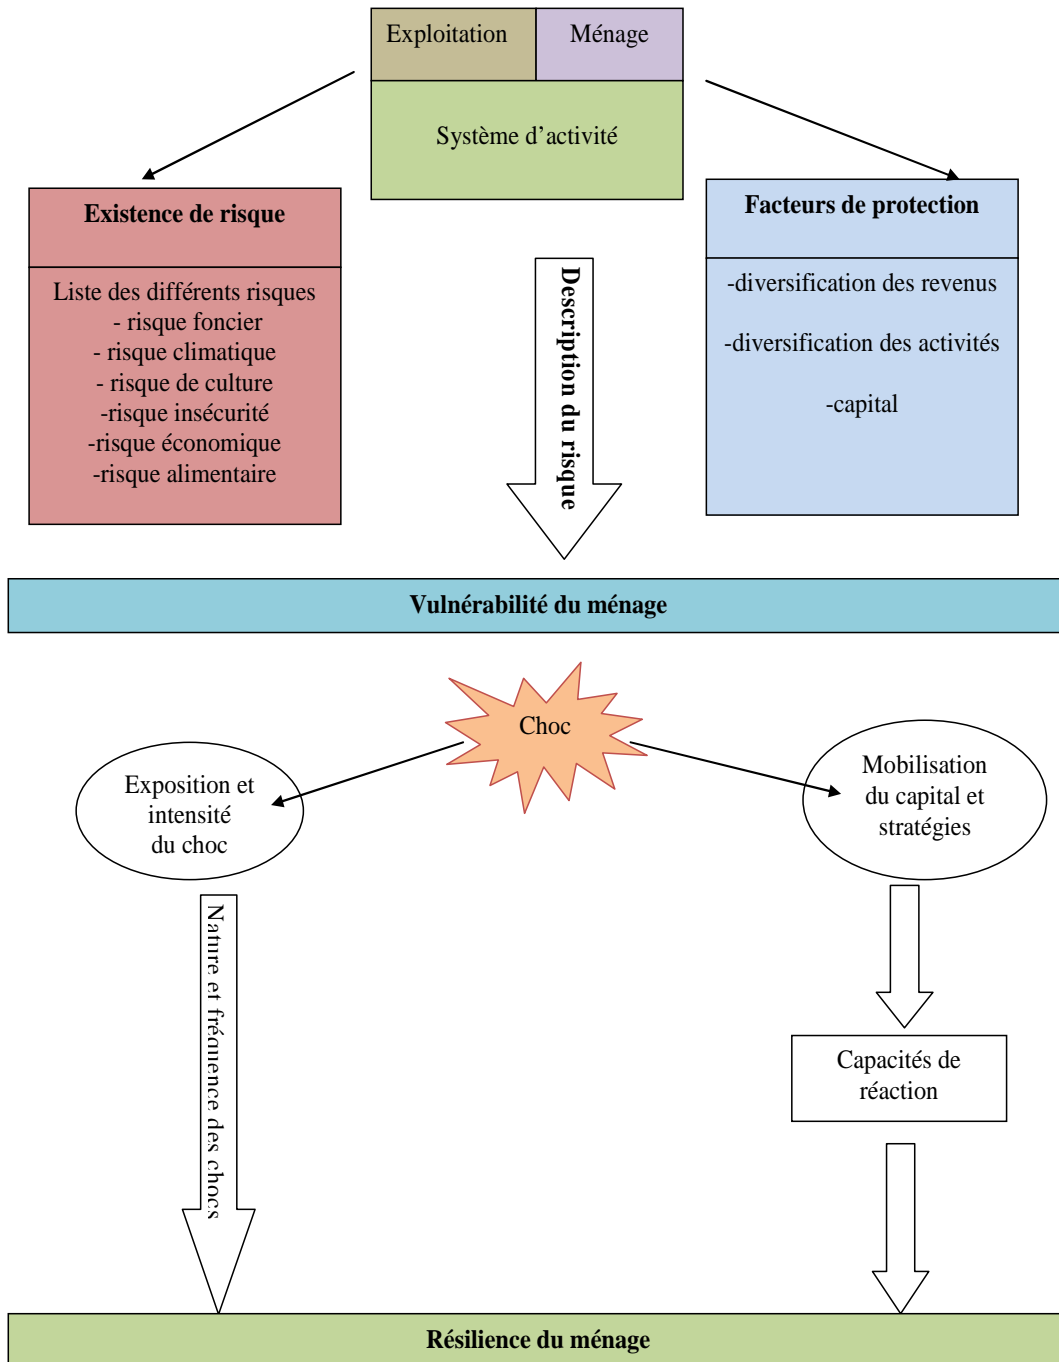 Exploitation
Ménage
Système d’activité
Existence de risque
Liste des différents risques
- risque foncier
- risque climatique
- risque de culture
-risque insécurité
-risque économique
-risque alimentaire
Description du risque
Facteurs de protection
-diversification des revenus
-diversification des activités
-capital
Vulnérabilité du ménage
Choc
Exposition et
intensité
du choc
Mobilisation
du capital et
stratégies
Nature et fréquence des chocs
Capacités de
réaction
Résilience du ménage